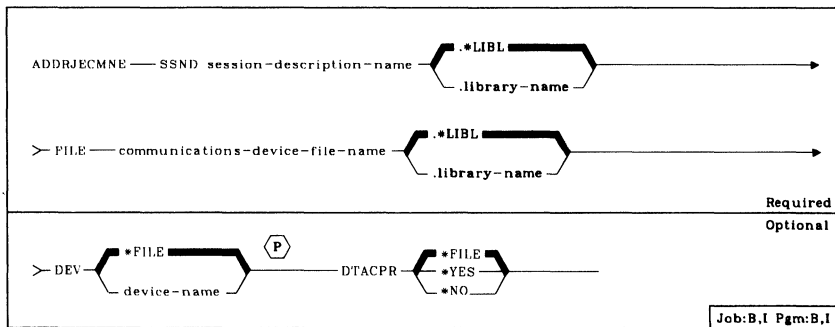 .*LIBL
ADDRJECMNE SSND session-description-name
.library-name
.*LIBL
FILE communications-device-file-name
.library-name
Required
Optional
*FILE P *FILE
DEV DTACPR *YES
device-name *NO
Job:B,I Pgm:B,I